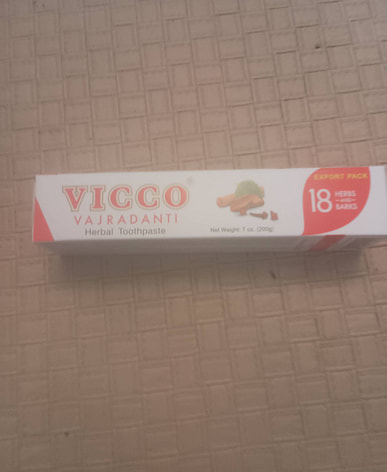 VICCO®
VAJRADANTI
Herbal Toothpaste
Net Weight: 7 oz. (200g)
EXPORT PACK
18 HERBS
AND
BARKS